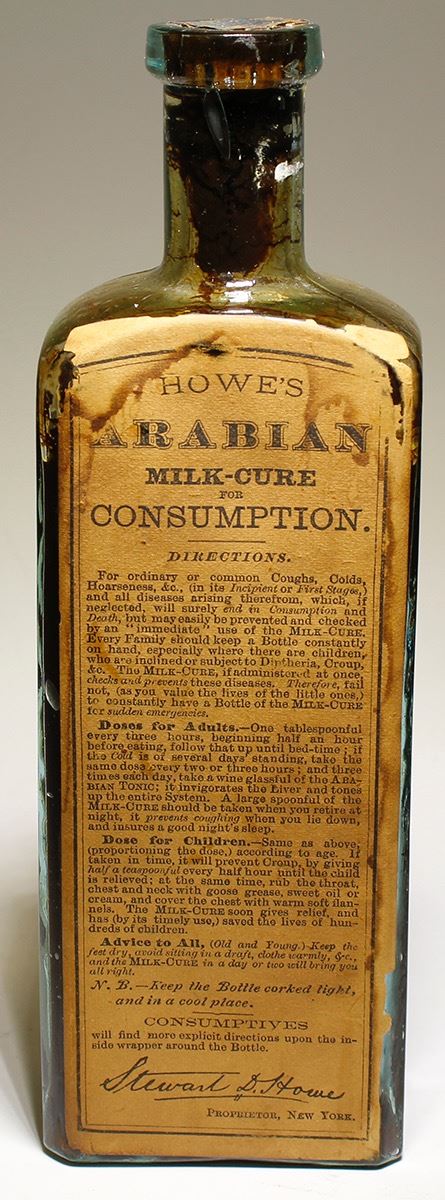 HOWE'S
ARABIAN
MILK-CURE
FOR
CONSUMPTION.
DIRECTIONS.
For ordinary or common Coughs, Colds,
Hoarseness, &c., (in its Incipient or First Stages,)
and all diseases arising therefrom, which, if
neglected, will surely end in Consumption and
Death, but may easily be prevented and checked
by an "immediate" use of the MILK-CURE.
Every Family should keep a Bottle constantly
on hand, especially where there are children,
who are inclined or subject to Diptheria, Croup,
&c. The MILK-CURE, if administered at once,
checks and prevents these diseases. Therefore, fail
not, (as you value the lives of the little ones,)
to constantly have a Bottle of the MILK-CURE
for sudden emergencies.
Doses for Adults.—One tablespoonful
every three hours, beginning half an hour
before eating, follow that up until bed-time; if
the Cold is of several days' standing, take the
same dose every two or three hours; and three
times each day, take a wine glassful of the ARA-
BIAN TONIC; it invigorates the Liver and tones
up the entire System. A large spoonful of the
MILK-CURE should be taken when you retire at
night, it prevents coughing when you lie down,
and insures a good night's sleep.
Dose for Children.—Same as above,
(proportioning the dose,) according to age. If
taken in time, it will prevent Croup, by giving
half a teaspoonful every half hour until the child
is relieved; at the same time, rub the throat,
chest and neck with goose grease, sweet oil or
cream, and cover the chest with warm soft flan-
nels. The MILK-CURE soon gives relief, and
has (by its timely use,) saved the lives of hun-
dreds of children.
Advice to All, (Old and Young.)—Keep the
feet dry, avoid sitting in a draft, clothe warmly, &c.,
and the MILK-CURE in a day or two will bring you
all right.
N. B.—Keep the Bottle corked tight,
and in a cool place.
CONSUMPTIVES
will find more explicit directions upon the in-
side wrapper around the Bottle.
Stewart D. Howe
PROPRIETOR, NEW YORK.